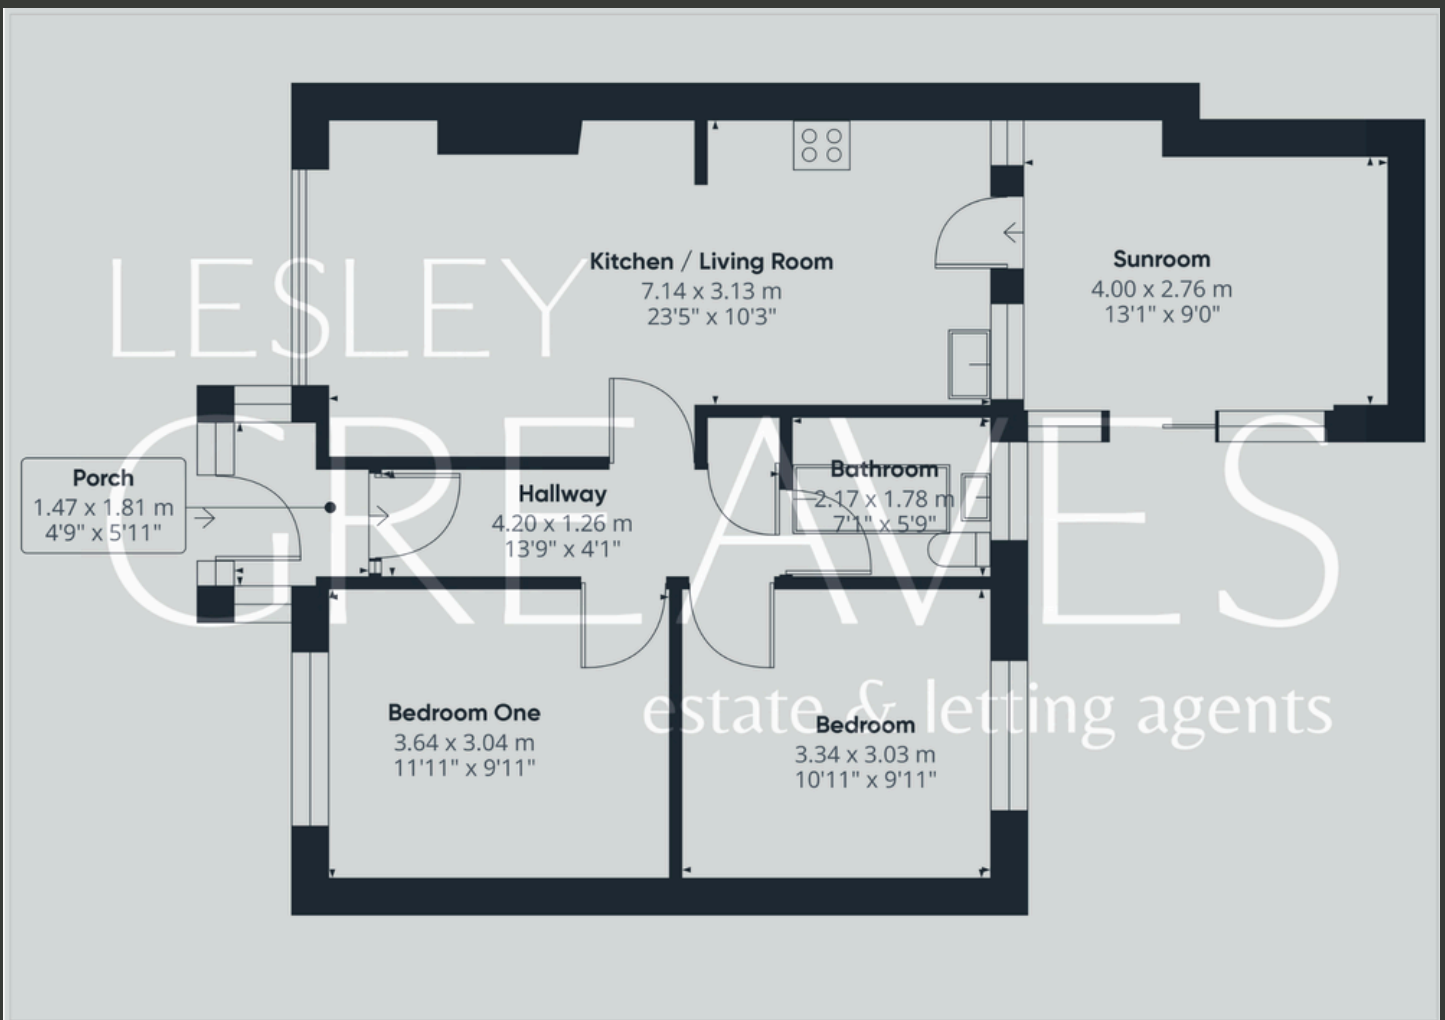 Kitchen / Living Room
7.14 x 3.13 m
23'5" x 10'3"
Sunroom
4.00 x 2.76 m
13'1" x 9'0"
LESLEY
GREAVES
estate & letting agents
Porch
1.47 x 1.81 m
4'9" x 5'11"
Hallway
4.20 x 1.26 m
13'9" x 4'1"
Bathroom
2.17 x 1.78 m
7'1" x 5'9"
Bedroom One
3.64 x 3.04 m
11'11" x 9'11"
Bedroom
3.34 x 3.03 m
10'11" x 9'11"